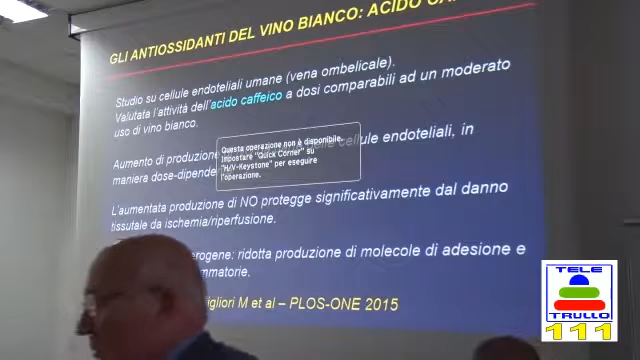 GLI ANTIOSSIDANTI DEL VINO BIANCO: ACIDO
Studio su cellule endoteliali umane (vena ombelicale).
Valutata l'attività dell'acido caffeico a dosi comparabili ad un moderato
uso di vino bianco.
Aumento di produzione cellule endoteliali, in
maniera dose-dipende
Questa operazione non è disponibile.
Impostare "Quick Corner" su
"H/V-Keystone" per eseguire
l'operazione.
L'aumentata produzione di NO protegge significativamente dal danno
tissutale da ischemia/riperfusione.
erogene: ridotta produzione di molecole di adesione e
mmatorie.
igliori M et al – PLOS-ONE 2015
TELE
TRULLO
111